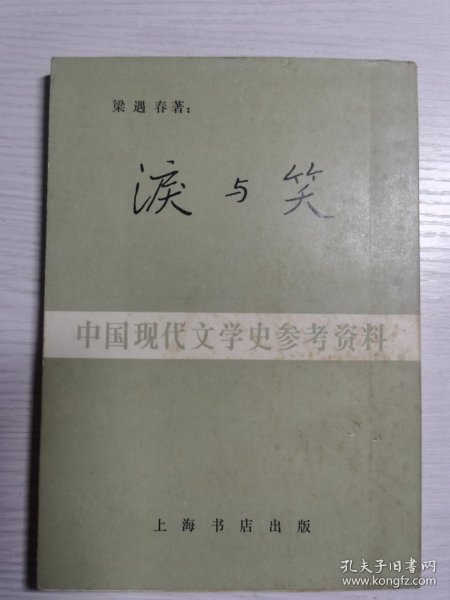 梁遇春著：
淚与笑
中国现代文学史参考资料
上海书店出版
孔夫子旧书网
www.kongfz.com